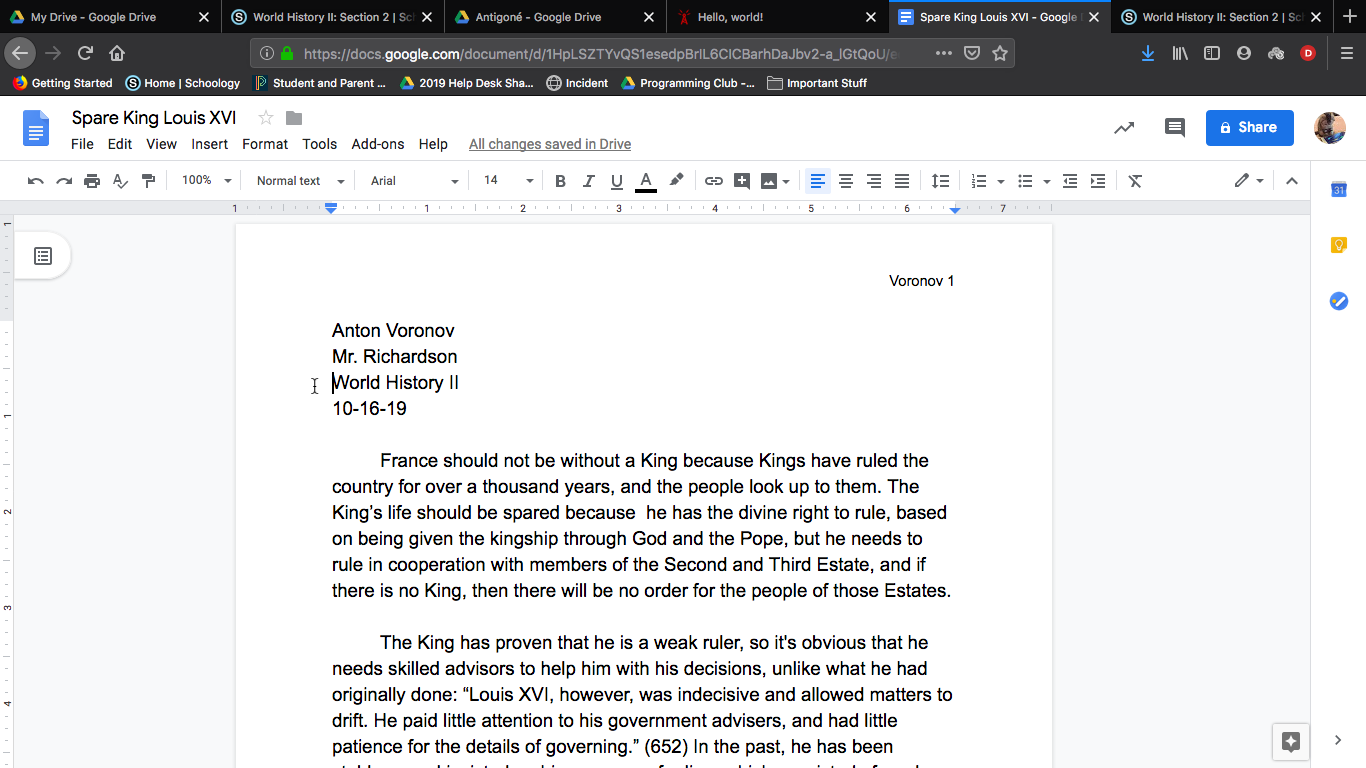 My Drive - Google Drive
World History II: Section 2 | Sc
Antigoné - Google Drive
Hello, world!
Spare King Louis XVI - Google
World History II: Section 2 | Sc
https://docs.google.com/document/d/1HpLSZTYvQS1esedpBrlL6ClCBarhDaJbv2-a_lGtQoU/e
Getting Started
Home | Schoology
Student and Parent ...
2019 Help Desk Sha...
Incident
Programming Club -...
Important Stuff
Spare King Louis XVI
File Edit View Insert Format Tools Add-ons Help All changes saved in Drive
Share
100% Normal text Arial 14
1 1 2 3 4 5 6 7
Voronov 1
Anton Voronov
Mr. Richardson
World History II
10-16-19
France should not be without a King because Kings have ruled the
country for over a thousand years, and the people look up to them. The
King's life should be spared because  he has the divine right to rule, based
on being given the kingship through God and the Pope, but he needs to
rule in cooperation with members of the Second and Third Estate, and if
there is no King, then there will be no order for the people of those Estates.
The King has proven that he is a weak ruler, so it's obvious that he
needs skilled advisors to help him with his decisions, unlike what he had
originally done: “Louis XVI, however, was indecisive and allowed matters to
drift. He paid little attention to his government advisers, and had little
patience for the details of governing.” (652) In the past, he has been